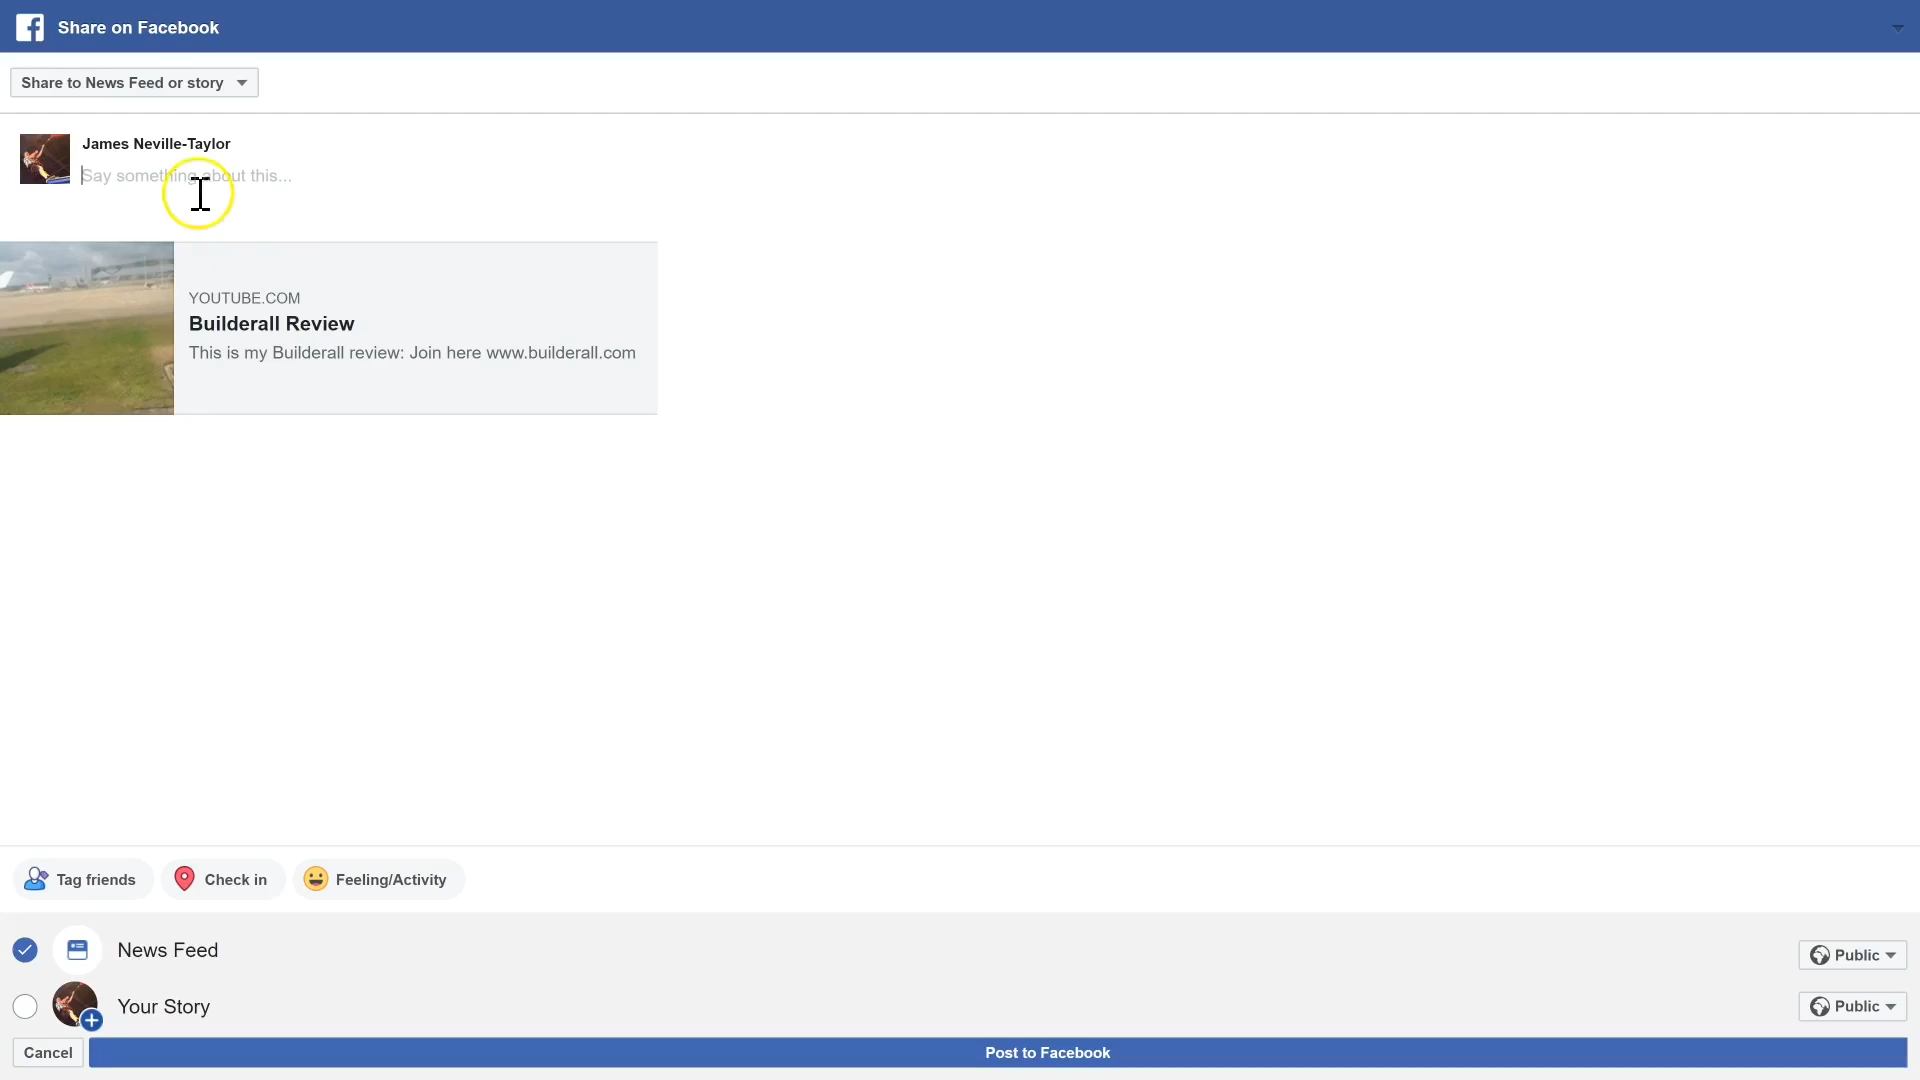 Share on Facebook
Share to News Feed or story
James Neville-Taylor
Say something about this...
YOUTUBE.COM
Builderall Review
This is my Builderall review: Join here www.builderall.com
Tag friends
Check in
Feeling/Activity
News Feed
Public
Your Story
Public
Cancel
Post to Facebook